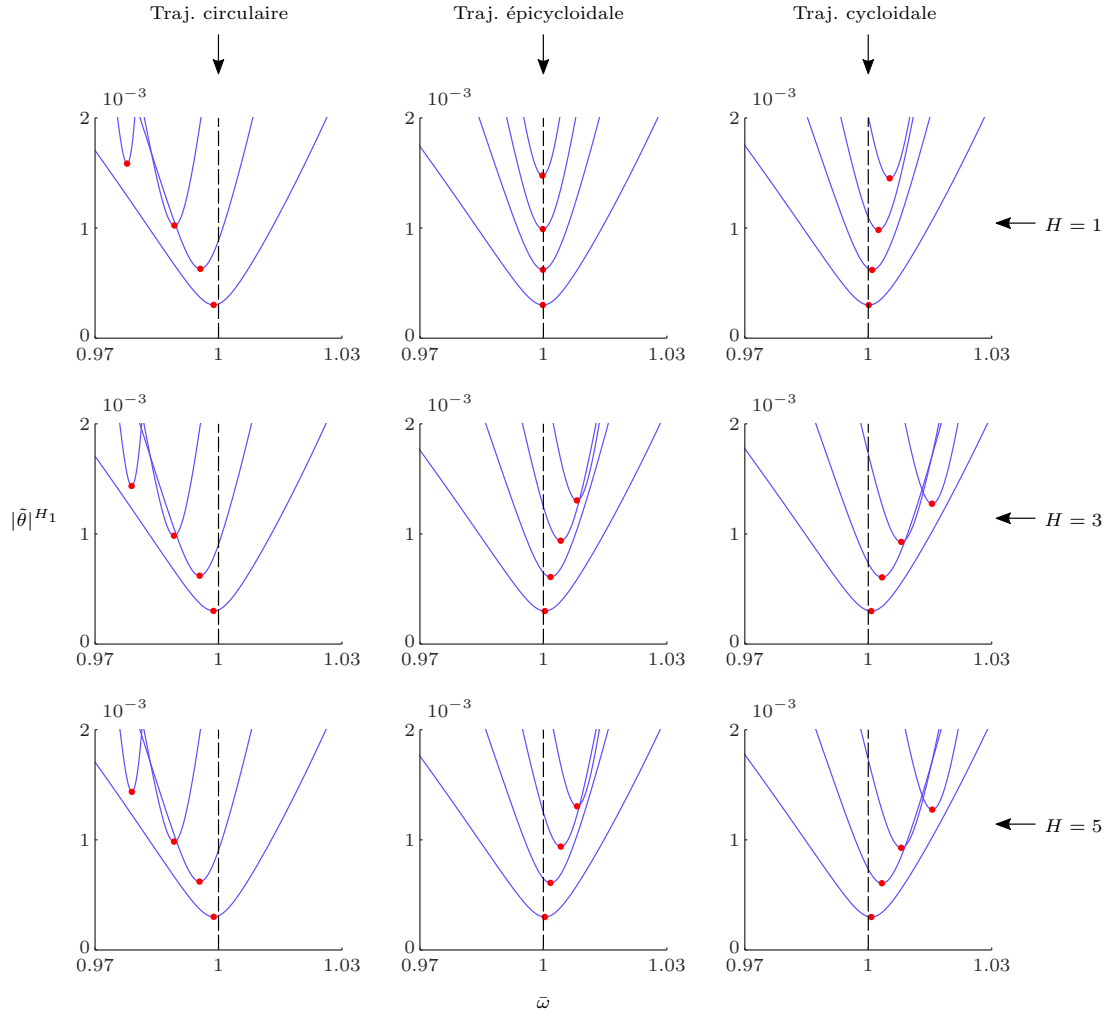 Traj. circulaire Traj. épicycloidale Traj. cycloidale
10⁻³ 10⁻³ 10⁻³
2 2 2
1 1 1 H = 1
0 0 0
0.97 1 1.03 0.97 1 1.03 0.97 1 1.03
10⁻³ 10⁻³ 10⁻³
2 2 2
|θ̃|ᴴ¹ 1 1 1 H = 3
0 0 0
0.97 1 1.03 0.97 1 1.03 0.97 1 1.03
10⁻³ 10⁻³ 10⁻³
2 2 2
1 1 1 H = 5
0 0 0
0.97 1 1.03 0.97 1 1.03 0.97 1 1.03
ω̄